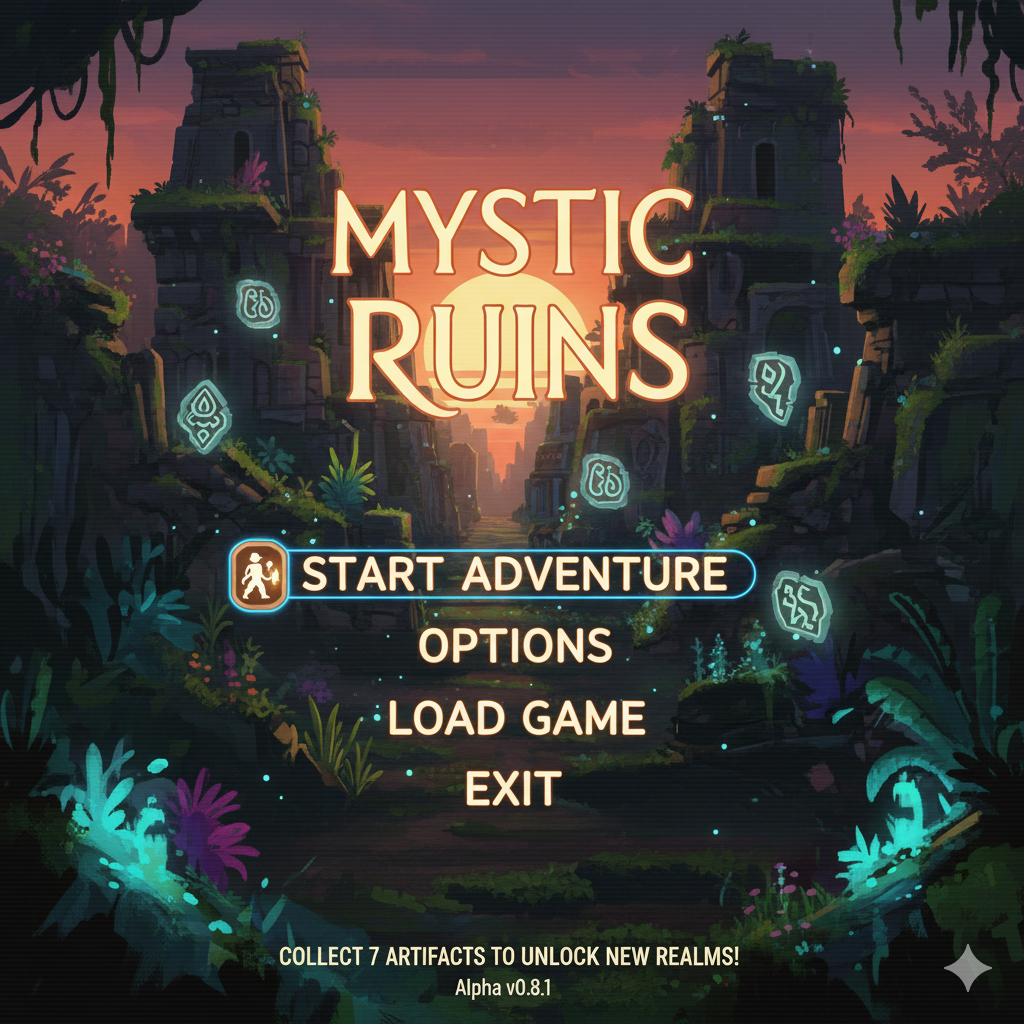 MYSTIC
RUINS
START ADVENTURE
OPTIONS
LOAD GAME
EXIT
COLLECT 7 ARTIFACTS TO UNLOCK NEW REALMS!
Alpha v0.8.1